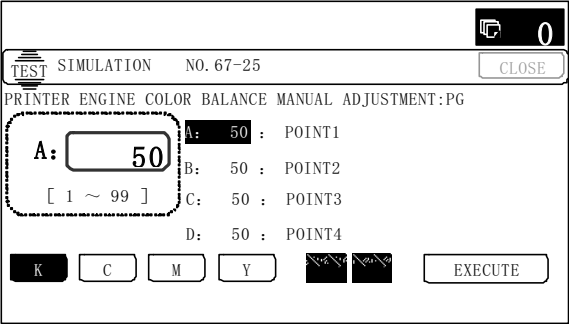 0
TEST SIMULATION NO.67-25 CLOSE
PRINTER ENGINE COLOR BALANCE MANUAL ADJUSTMENT:PG
A: 50
[ 1 ~ 99 ]
A: 50 : POINT1
B: 50 : POINT2
C: 50 : POINT3
D: 50 : POINT4
K C M Y EXECUTE